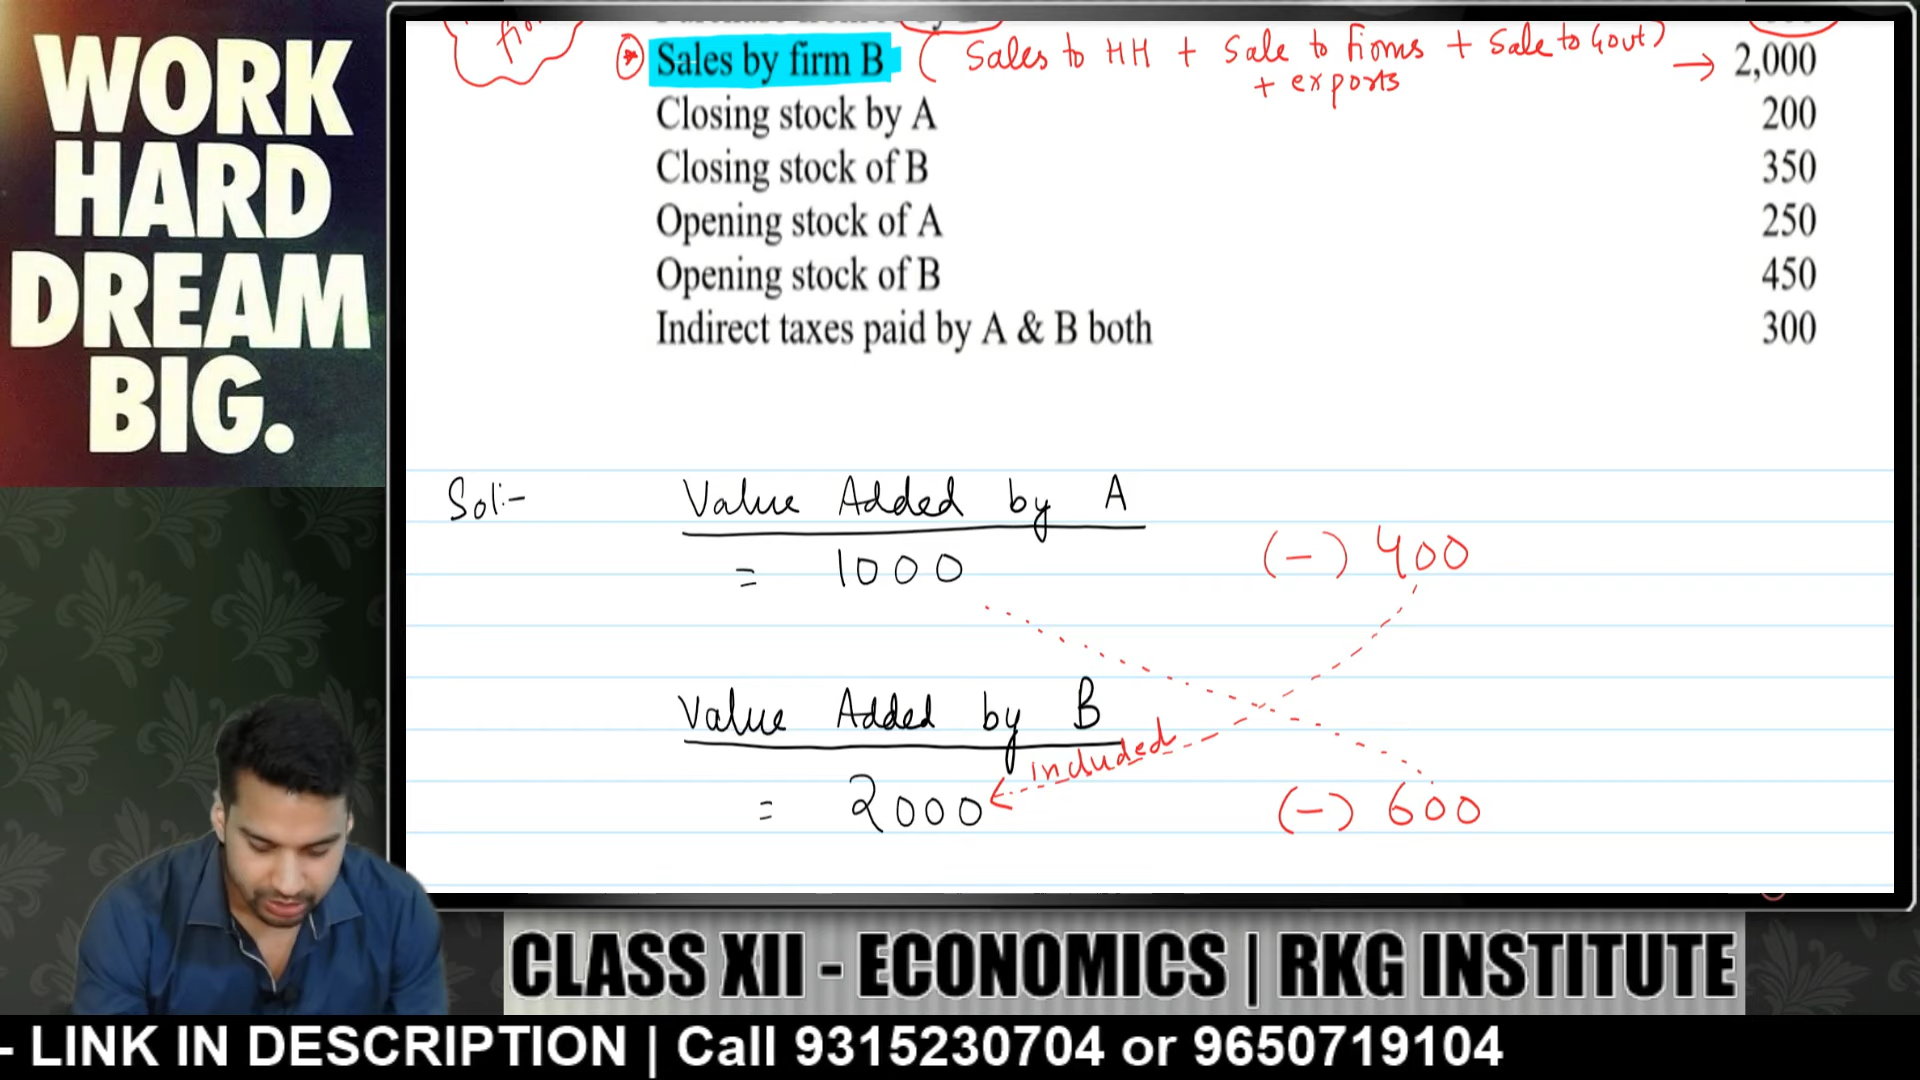 WORK
HARD
DREAM
BIG.
Sales by firm B ( Sales to HH + Sale to Firms + Sale to Govt) → 2,000
+ exports
Closing stock by A 200
Closing stock of B 350
Opening stock of A 250
Opening stock of B 450
Indirect taxes paid by A & B both 300
Sol:-
Value Added by A
= 1000 (-) 400
Value Added by B
included
= 2000 (-) 600
CLASS XII - ECONOMICS | RKG INSTITUTE
- LINK IN DESCRIPTION | Call 9315230704 or 9650719104